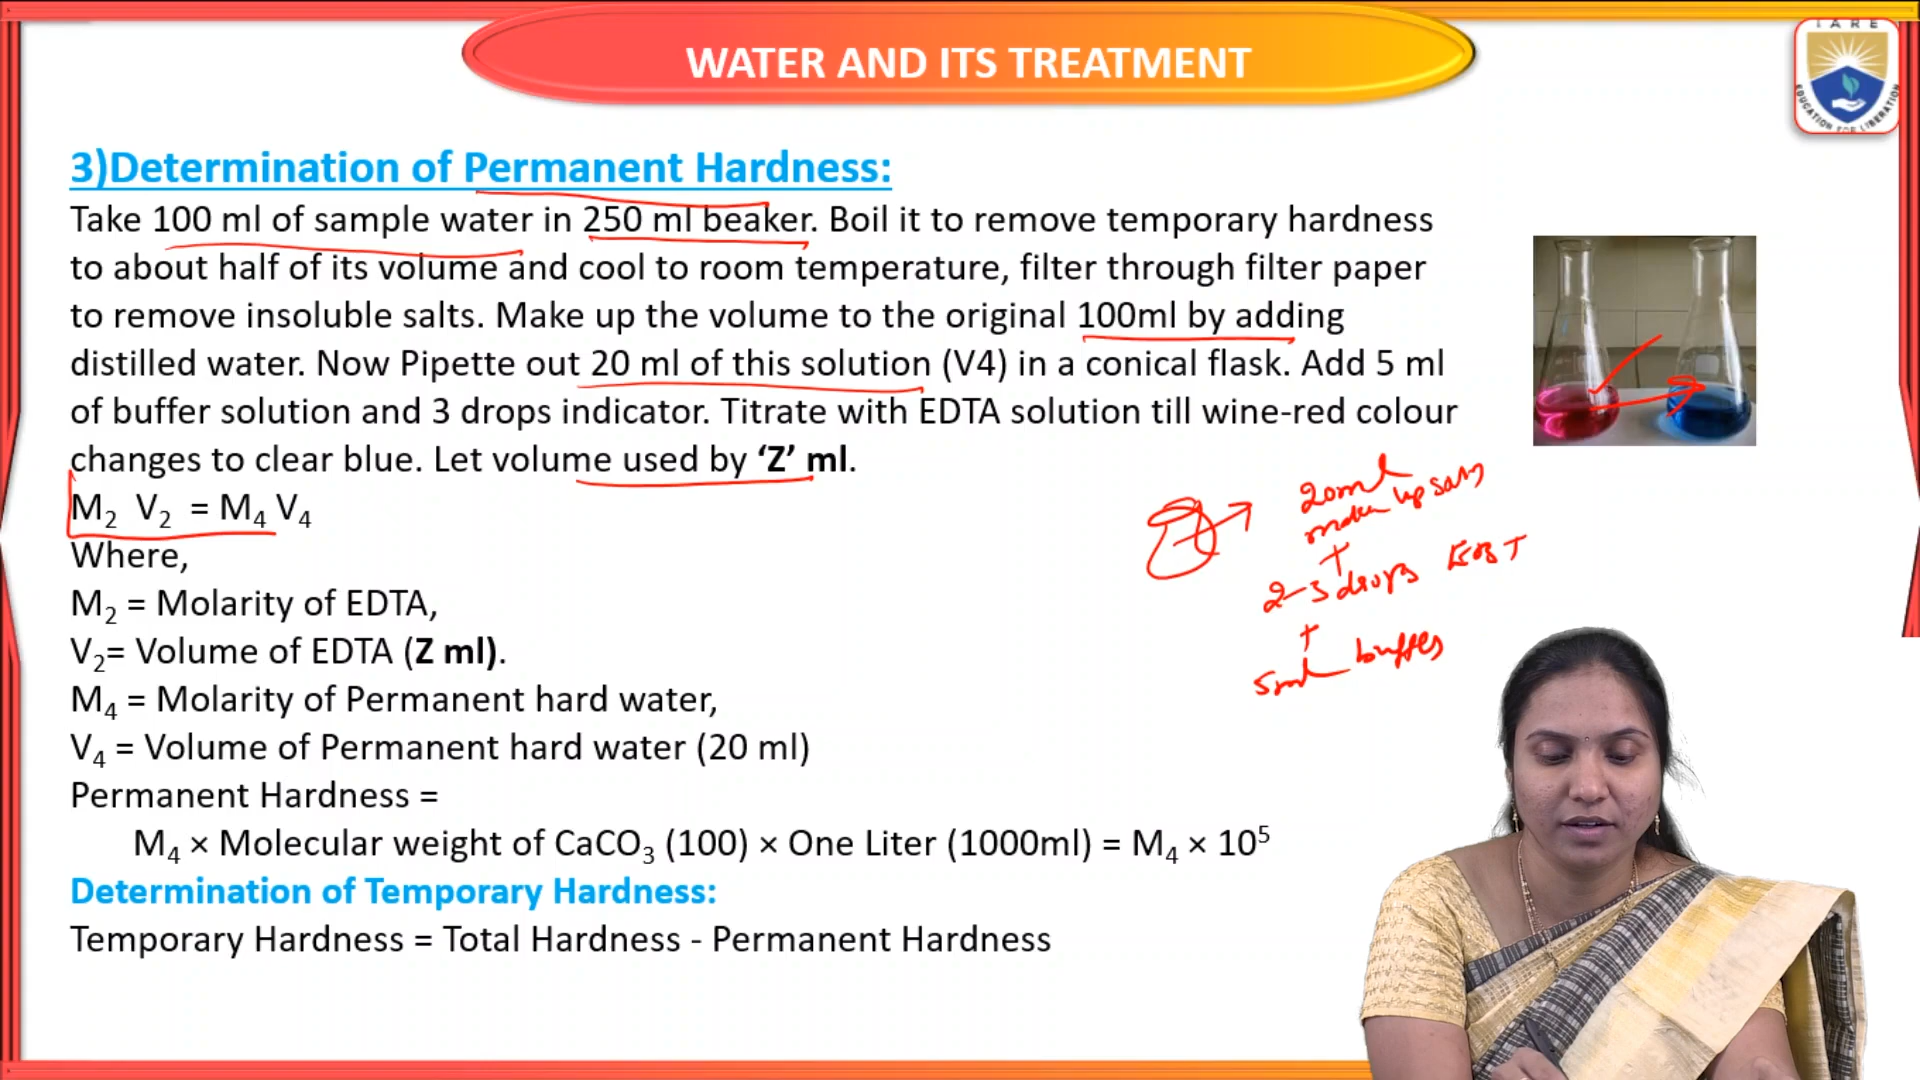 IARE
EDUCATION FOR LIBERATION
WATER AND ITS TREATMENT
3)Determination of Permanent Hardness:
Take 100 ml of sample water in 250 ml beaker. Boil it to remove temporary hardness
to about half of its volume and cool to room temperature, filter through filter paper
to remove insoluble salts. Make up the volume to the original 100ml by adding
distilled water. Now Pipette out 20 ml of this solution (V4) in a conical flask. Add 5 ml
of buffer solution and 3 drops indicator. Titrate with EDTA solution till wine-red colour
changes to clear blue. Let volume used by ‘Z’ ml.
M₂ V₂ = M₄ V₄
Where,
M₂ = Molarity of EDTA,
V₂= Volume of EDTA (Z ml).
M₄ = Molarity of Permanent hard water,
V₄ = Volume of Permanent hard water (20 ml)
Permanent Hardness =
M₄ × Molecular weight of CaCO₃ (100) × One Liter (1000ml) = M₄ × 10⁵
Determination of Temporary Hardness:
Temporary Hardness = Total Hardness - Permanent Hardness
20ml
up
+
2-3 drops EBT
+
5ml buffer